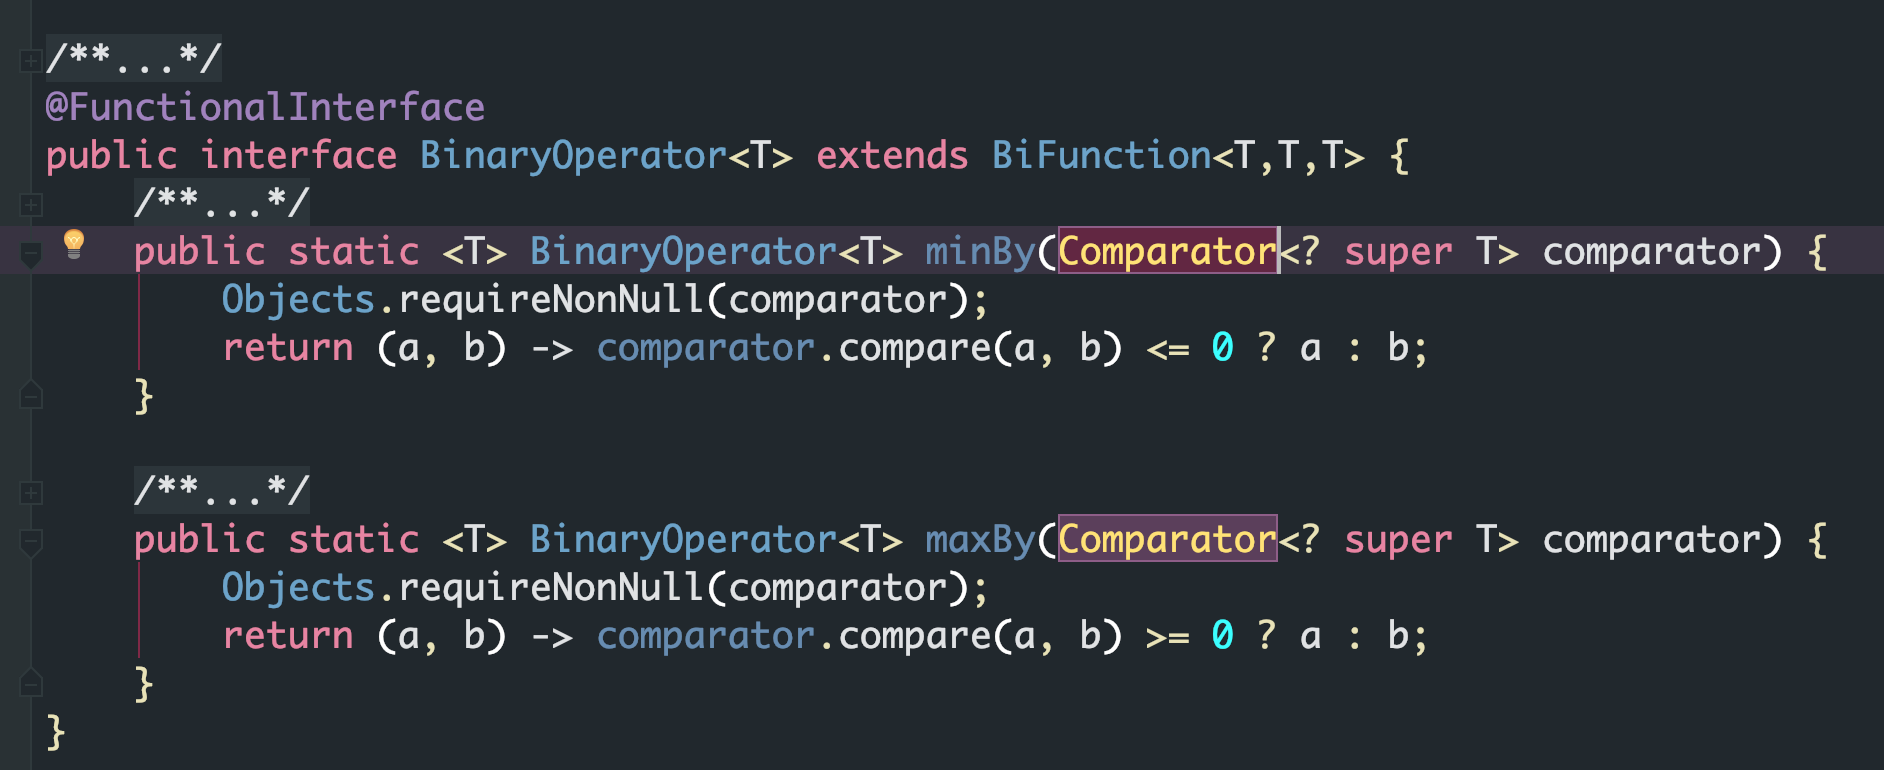 /**...*/
@FunctionalInterface
public interface BinaryOperator<T> extends BiFunction<T,T,T> {
    /**...*/
    public static <T> BinaryOperator<T> minBy(Comparator<? super T> comparator) {
        Objects.requireNonNull(comparator);
        return (a, b) -> comparator.compare(a, b) <= 0 ? a : b;
    }
    /**...*/
    public static <T> BinaryOperator<T> maxBy(Comparator<? super T> comparator) {
        Objects.requireNonNull(comparator);
        return (a, b) -> comparator.compare(a, b) >= 0 ? a : b;
    }
}